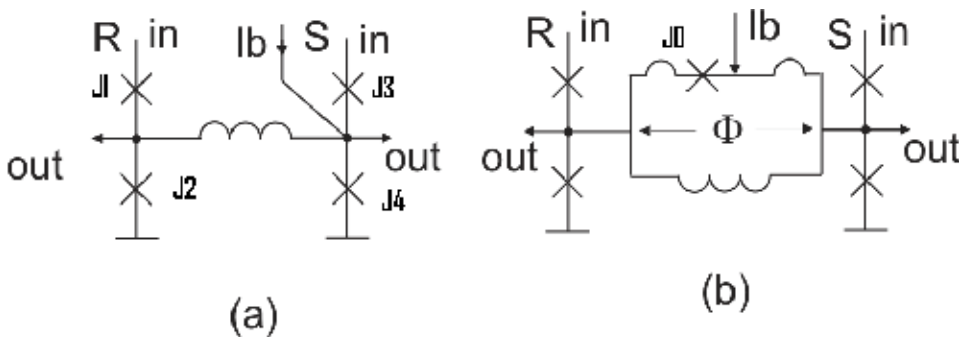 R in Ib S in
J1 J3
out out
J2 J4
(a)
R in J0 Ib S in
out Φ out
(b)